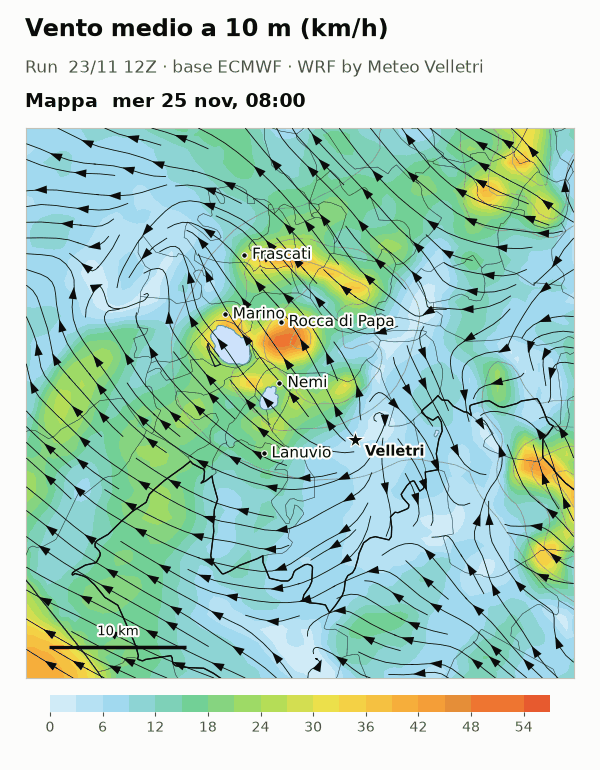 Vento medio a 10 m (km/h)
Run  23/11 12Z · base ECMWF · WRF by Meteo Velletri
Mappa  mer 25 nov, 08:00
Frascati
Marino
Rocca di Papa
Nemi
Velletri
Lanuvio
10 km
0 6 12 18 24 30 36 42 48 54